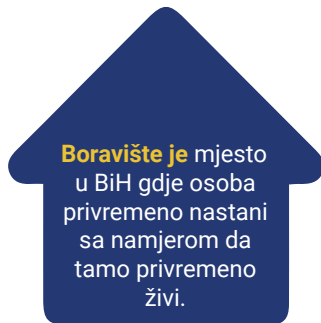 Boravište je mjesto
u BiH gdje osoba
privremeno nastani
sa namjerom da
tamo privremeno
živi.